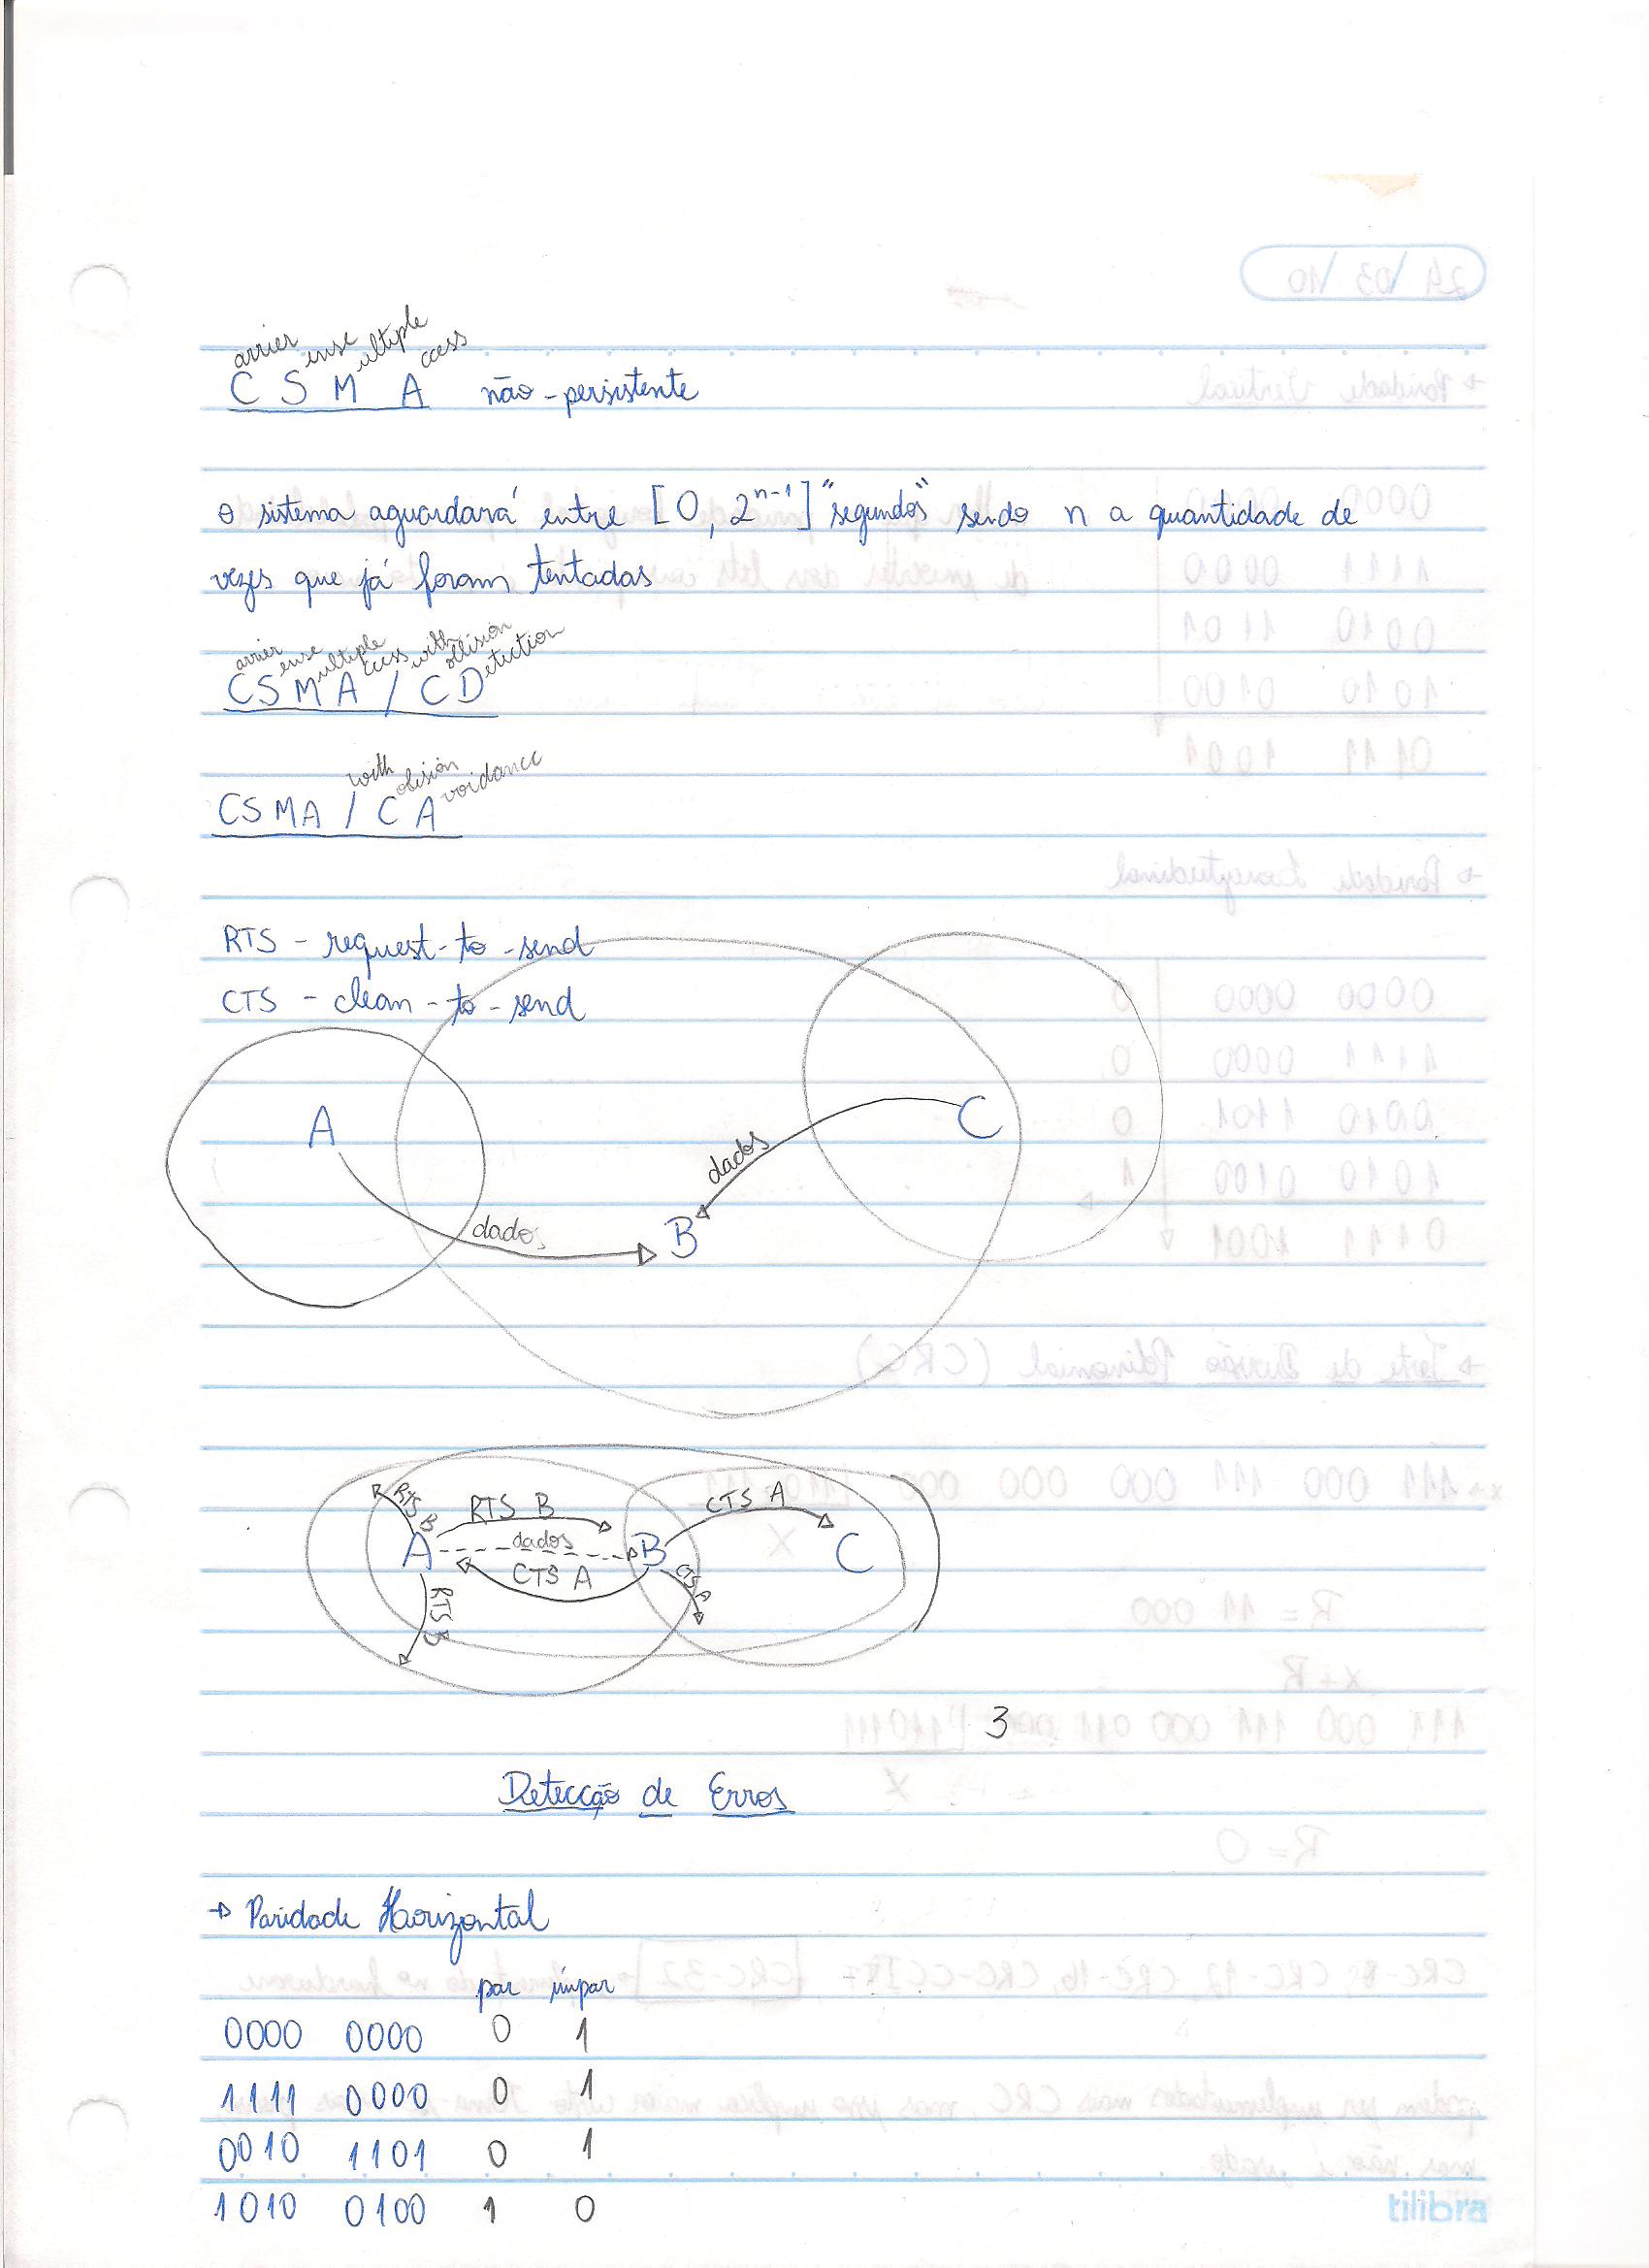 arrier ense ultiple ccess
C S M A não-persistente
o sistema aguardará entre [0, 2^n-1] "segundos" sendo n a quantidade de
vezes que já foram tentadas
arrier ense ultiple ccess with ollision etection
CSMA / CD
with olisión voidance
CSMA / CA
RTS - request-to-send
CTS - clean-to-send
A
C
dados
dados
B
RTS B
RTS B
CTS A
A
dados
B
C
CTS A
CTS A
RTS B
3
Detecção de Erros
→ Paridade Horizontal
par ímpar
0000 0000 0 1
1111 0000 0 1
0010 1101 0 1
1010 0100 1 0
tilibra